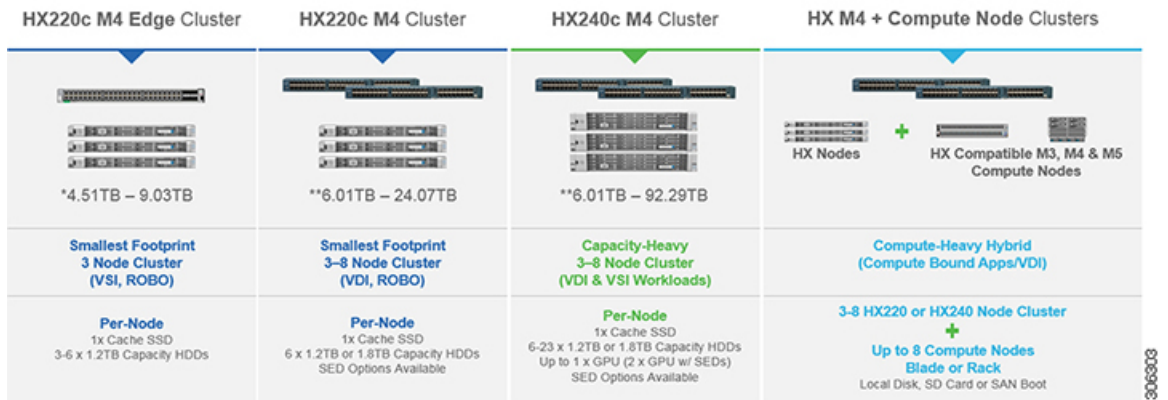 HX220c M4 Edge Cluster
HX220c M4 Cluster
HX240c M4 Cluster
HX M4 + Compute Node Clusters
*4.51TB – 9.03TB
**6.01TB – 24.07TB
**6.01TB – 92.29TB
+
HX Nodes
HX Compatible M3, M4 & M5
Compute Nodes
Smallest Footprint
3 Node Cluster
(VSI, ROBO)
Smallest Footprint
3–8 Node Cluster
(VDI, ROBO)
Capacity-Heavy
3–8 Node Cluster
(VDI & VSI Workloads)
Compute-Heavy Hybrid
(Compute Bound Apps/VDI)
Per-Node
1x Cache SSD
3-6 x 1.2TB Capacity HDDs
Per-Node
1x Cache SSD
6 x 1.2TB or 1.8TB Capacity HDDs
SED Options Available
Per-Node
1x Cache SSD
6-23 x 1.2TB or 1.8TB Capacity HDDs
Up to 1 x GPU (2 x GPU w/ SEDs)
SED Options Available
3-8 HX220 or HX240 Node Cluster
+
Up to 8 Compute Nodes
Blade or Rack
Local Disk, SD Card or SAN Boot
306303